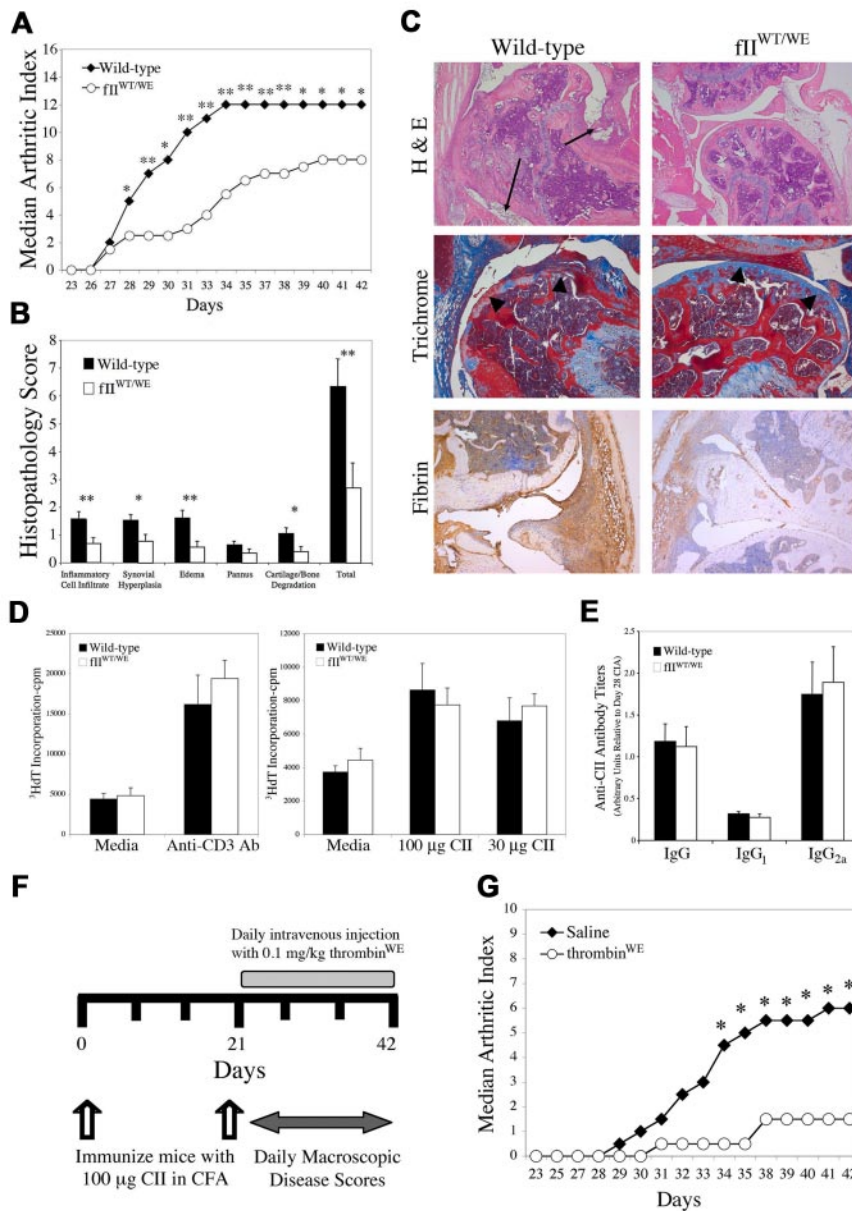 A
Median Arthritic Index
Wild-type
fII^WT/WE
14
12
10
8
6
4
2
0
* ** * ** ** ** ** ** ** * * * *
23 26 27 28 29 30 31 33 34 35 37 38 39 40 41 42
Days
B
Histopathology Score
Wild-type
fII^WT/WE
8
7
6
5
4
3
2
1
0
** * ** * **
Inflammatory Cell Infiltrate
Synovial Hyperplasia
Edema
Pannus
Cartilage/Bone Degradation
Total
C
Wild-type
fII^WT/WE
H & E
Trichrome
Fibrin
D
³HdT Incorporation-cpm
Wild-type
fII^WT/WE
25000
20000
15000
10000
5000
0
Media
Anti-CD3 Ab
³HdT Incorporation-cpm
Wild-type
fII^WT/WE
12000
10000
8000
6000
4000
2000
0
Media
100 µg CII
30 µg CII
E
Anti-CII Antibody Titers
(Arbitrary Units Relative to Day 28 CIA)
Wild-type
fII^WT/WE
2.5
2.0
1.5
1.0
0.5
0.0
IgG
IgG₁
IgG₂ₐ
F
Daily intravenous injection
with 0.1 mg/kg thrombin^WE
0
21
42
Days
Immunize mice with
100 µg CII in CFA
Daily Macroscopic
Disease Scores
G
Median Arthritic Index
Saline
thrombin^WE
10
9
8
7
6
5
4
3
2
1
0
* * * * * * *
23 25 27 28 29 30 31 32 33 34 35 38 39 40 41 42
Days